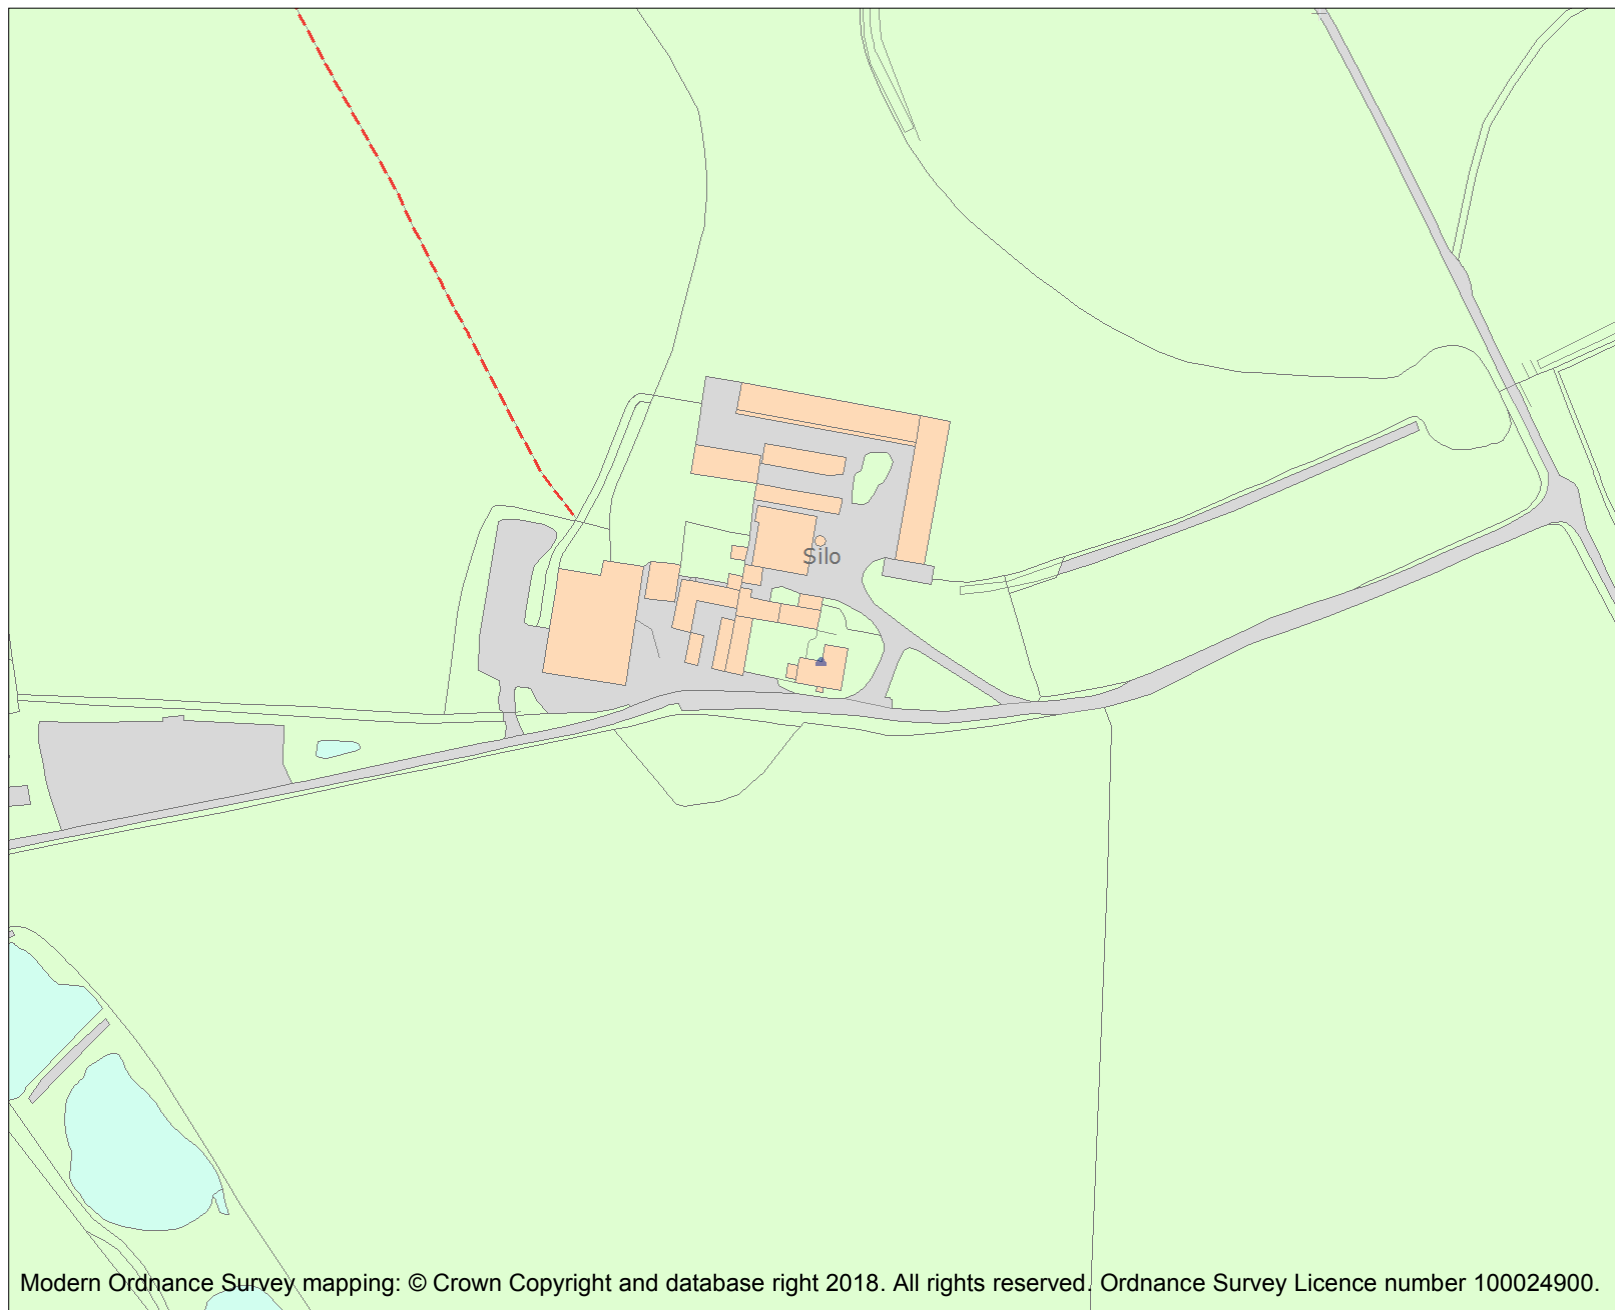 Silo
Modern Ordnance Survey mapping: © Crown Copyright and database right 2018. All rights reserved. Ordnance Survey Licence number 100024900.